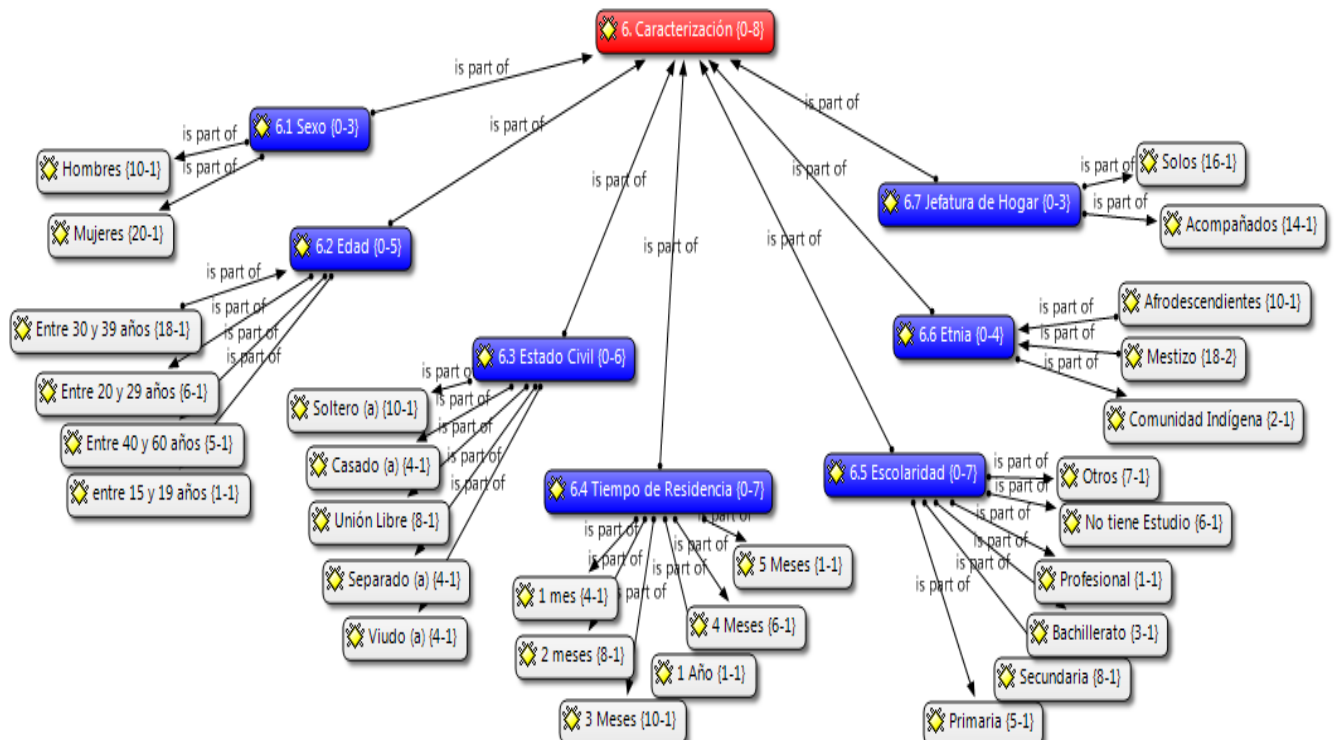 6. Caracterización {0-8}
is part of
is part of
is part of
is part of
is part of
is part of
is part of
6.1 Sexo {0-3}
is part of
Hombres {10-1}
is part of
Mujeres {20-1}
6.2 Edad {0-5}
is part of
Entre 30 y 39 años {18-1}
is part of
Entre 20 y 29 años {6-1}
is part of
Entre 40 y 60 años {5-1}
entre 15 y 19 años {1-1}
6.3 Estado Civil {0-6}
is part of
Soltero (a) {10-1}
is part of
Casado (a) {4-1}
is part of
Unión Libre {8-1}
is part of
Separado (a) {4-1}
is part of
Viudo (a) {4-1}
6.4 Tiempo de Residencia {0-7}
is part of
5 Meses {1-1}
is part of
is part of
1 mes {4-1}
is part of
is part of
is part of
4 Meses {6-1}
2 meses {8-1}
1 Año {1-1}
3 Meses {10-1}
6.5 Escolaridad {0-7}
is part of
Otros {7-1}
is part of
No tiene Estudio {6-1}
is part of
is part of
Profesional {1-1}
is part of
Bachillerato {3-1}
Secundaria {8-1}
Primaria {5-1}
6.6 Etnia {0-4}
is part of
Afrodescendientes {10-1}
is part of
Mestizo {18-2}
is part of
Comunidad Indígena {2-1}
6.7 Jefatura de Hogar {0-3}
is part of
Solos {16-1}
is part of
Acompañados {14-1}